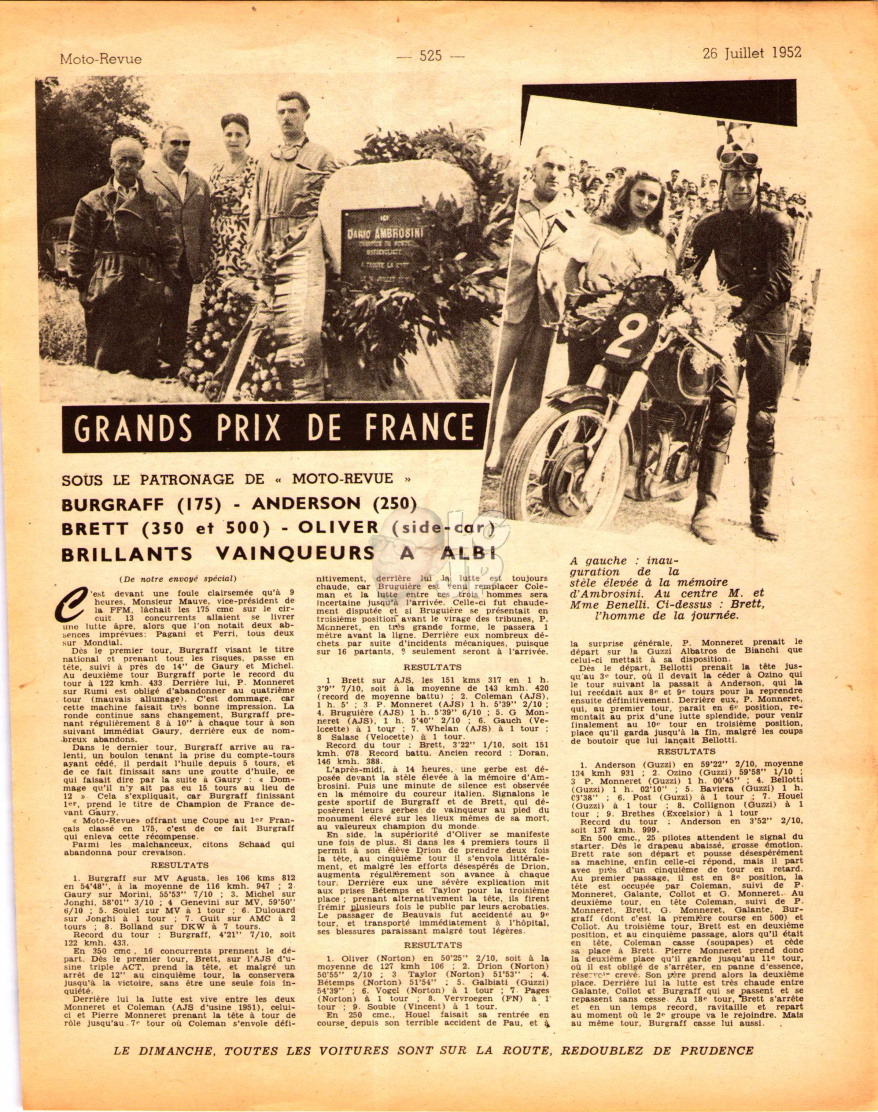 Moto-Revue
— 525 —
26 Juillet 1952
ICI
DARIO AMBROSINI
CHAMPION DU MONDE
2
GRANDS PRIX DE FRANCE
SOUS LE PATRONAGE DE « MOTO-REVUE »
BURGRAFF (175) - ANDERSON (250)
BRETT (350 et 500) - OLIVER (side-car)
BRILLANTS VAINQUEURS A ALBI
A gauche : inau-
guration de la
stèle élevée à la mémoire
d'Ambrosini. Au centre M. et
Mme Benelli. Ci-dessus : Brett,
l'homme de la journée.
(De notre envoyé spécial)
C'est devant une foule clairsemée qu'à 9
heures, Monsieur Mauve, vice-président de
la FFM, lâchait les 175 cmc sur le cir-
cuit 13 concurrents allaient se livrer
une lutte âpre, alors que l'on notait deux ab-
sences imprévues: Pagani et Ferri, tous deux
sur Mondial.
Dès le premier tour, Burgraff visant le titre
national et prenant tous les risques, passe en
tête, suivi à près de 14'' de Gaury et Michel.
Au deuxième tour Burgraff porte le record du
tour à 122 kmh. 433 Derrière lui, P. Monneret
sur Rumi est obligé d'abandonner au quatrième
tour (mauvais allumage). C'est dommage, car
cette machine faisait très bonne impression. La
ronde continue sans changement, Burgraff pre-
nant régulièrement 8 à 10'' à chaque tour à son
suivant immédiat Gaury, derrière eux de nom-
breux abandons.
Dans le dernier tour, Burgraff arrive au ra-
lenti, un boulon tenant la prise du compte-tours
ayant cédé, il perdait l'huile depuis 5 tours, et
de ce fait finissait sans une goutte d'huile, ce
qui faisait dire par la suite à Gaury : « Dom-
mage qu'il n'y ait pas eu 15 tours au lieu de
12 » Cela s'expliquait, car Burgraff finissant
1er, prend le titre de Champion de France de-
vant Gaury.
« Moto-Revue » offrant une Coupe au 1er Fran-
çais classé en 175, c'est de ce fait Burgraff
qui enleva cette récompense.
Parmi les malchanceux, citons Schaad qui
abandonna pour crevaison.
RESULTATS
1. Burgraff sur MV Agusta, les 106 kms 812
en 54'48'', à la moyenne de 116 kmh. 947 ; 2
Gaury sur Morini, 55'53'' 7/10 ; 3. Michel sur
Jonghi, 58'01'' 3/10 ; 4 Genevini sur MV, 59'50''
6/10 ; 5 Soulet sur MV à 1 tour ; 6 Dulouard
sur Jonghi à 1 tour ; 7. Guit sur AMC à 2
tours ; 8. Bolland sur DKW à 7 tours.
Record du tour : Burgraff, 4'21'' 7/10, soit
122 kmh. 433.
En 350 cmc, 16 concurrents prennent le dé-
part. Dès le premier tour, Brett, sur l'AJS d'u-
sine triple ACT, prend la tête, et malgré un
arrêt de 12'' au cinquième tour, la conservera
jusqu'à la victoire, sans être une seule fois in-
quiété.
Derrière lui la lutte est vive entre les deux
Monneret et Coleman (AJS d'usine 1951), celui-
ci et Pierre Monneret prenant la tête à tour de
rôle jusqu'au 7e tour où Coleman s'envole défi-
nitivement, derrière lui la lutte est toujours
chaude, car Bruguière est venu remplacer Cole-
man et la lutte entre ces trois hommes sera
incertaine jusqu'à l'arrivée. Celle-ci fut chaude-
ment disputée et si Bruguière se présentait en
troisième position avant le virage des tribunes, P.
Monneret, en très grande forme, le passera 1
mètre avant la ligne. Derrière eux nombreux dé-
chets par suite d'incidents mécaniques, puisque
sur 16 partants, 9 seulement seront à l'arrivée.
RESULTATS
1 Brett sur AJS, les 151 kms 317 en 1 h.
3'9'' 7/10, soit à la moyenne de 143 kmh. 420
(record de moyenne battu) ; 2. Coleman (AJS),
1 h. 5' ; 3 P. Monneret (AJS) 1 h. 5'39'' 2/10 ;
4. Bruguière (AJS) 1 h. 5'39 6/10 ; 5. G Mon-
neret (AJS), 1 h. 5'40'' 2/10 ; 6. Gauch (Ve-
locette) à 1 tour ; 7. Whelan (AJS) à 1 tour ;
8 Salasc (Velocette) à 1 tour.
Record du tour : Brett, 3'22'' 1/10, soit 151
kmh. 078 Record battu. Ancien record : Doran,
146 kmh. 388.
L'après-midi, à 14 heures, une gerbe est dé-
posée devant la stèle élevée à la mémoire d'Am-
brosini. Puis une minute de silence est observée
en la mémoire du coureur italien. Signalons le
geste sportif de Burgraff et de Brett, qui dé-
posèrent leurs gerbes de vainqueur au pied du
monument élevé sur les lieux mêmes de sa mort,
au valeureux champion du monde.
En side, la supériorité d'Oliver se manifeste
une fois de plus. Si dans les 4 premiers tours il
permit à son élève Drion de prendre deux fois
la tête, au cinquième tour il s'envola littérale-
ment, et malgré les efforts désespérés de Drion,
augmenta régulièrement son avance à chaque
tour. Derrière eux une sévère explication mit
aux prises Bétemps et Taylor pour la troisième
place ; prenant alternativement la tête, ils firent
frémir plusieurs fois le public par leurs acrobaties.
Le passager de Beauvais fut accidenté au 9e
tour, et transporté immédiatement à l'hôpital,
ses blessures paraissant malgré tout légères.
RESULTATS
1. Oliver (Norton) en 50'25'' 2/10, soit à la
moyenne de 127 kmh 106 ; 2. Drion (Norton)
50'55'' 2/10 ; 3 Taylor (Norton) 51'53'' ; 4.
Bétemps (Norton) 51'54'' ; 5. Galbiati (Guzzi)
54'39'' ; 6. Vogel (Norton) à 1 tour ; 7. Pages
(Norton) à 1 tour ; 8. Vervroegen (FN) à 1
tour ; 9. Soubie (Vincent) à 1 tour.
En 250 cmc, Houel faisait sa rentrée en
course depuis son terrible accident de Pau, et à
la surprise générale, P. Monneret prenait le
départ sur la Guzzi Albatros de Bianchi que
celui-ci mettait à sa disposition.
Dès le départ, Bellotti prenait la tête jus-
qu'au 3e tour, où il devait la céder à Ozino qui
le tour suivant la passait à Anderson, qui la
lui recédait aux 8e et 9e tours pour la reprendre
ensuite définitivement. Derrière eux, P. Monneret,
qui, au premier tour, parait en 6e position, re-
montait au prix d'une lutte splendide, pour venir
finalement au 10e tour en troisième position,
place qu'il garda jusqu'à la fin, malgré les coups
de boutoir que lui lançait Bellotti.
RESULTATS
1. Anderson (Guzzi) en 59'22'' 2/10, moyenne
134 kmh 931 ; 2. Ozino (Guzzi) 59'58'' 1/10 ;
3 P Monneret (Guzzi) 1 h. 00'45'' ; 4. Bellotti
(Guzzi) 1 h. 02'10'' ; 5. Baviera (Guzzi) 1 h.
03'38'' ; 6. Post (Guzzi) à 1 tour ; 7. Houel
(Guzzi) à 1 tour ; 8. Collignon (Guzzi) à 1
tour ; 9. Brethes (Excelsior) à 1 tour
Record du tour : Anderson en 3'52'' 2/10,
soit 137 kmh. 999.
En 500 cmc., 25 pilotes attendent le signal du
starter. Dès le drapeau abaissé, grosse émotion.
Brett rate son départ et pousse désespérément
sa machine, enfin celle-ci répond, mais il part
avec près d'un cinquième de tour en retard.
Au premier passage, il est en 8e position, la
tête est occupée par Coleman, suivi de P.
Monneret, Galante, Collot et G. Monneret. Au
deuxième tour, en tête Coleman, suivi de P.
Monneret, Brett, G. Monneret, Galante, Bur-
graff (dont c'est la première course en 500) et
Collot. Au troisième tour, Brett est en deuxième
position, et au cinquième passage, alors qu'il était
en tête, Coleman casse (soupapes) et cède
sa place à Brett. Pierre Monneret prend donc
la deuxième place qu'il garde jusqu'au 11e tour,
où il est obligé de s'arrêter, en panne d'essence,
réservoir crevé. Son père prend alors la deuxième
place. Derrière lui la lutte est très chaude entre
Galante, Collot et Burgraff qui se passent et se
repassent sans cesse. Au 18e tour, Brett s'arrête
et en un temps record, ravitaille et repart
au moment où le 2e groupe va le rejoindre. Mais
au même tour, Burgraff casse lui aussi.
LE DIMANCHE, TOUTES LES VOITURES SONT SUR LA ROUTE, REDOUBLEZ DE PRUDENCE